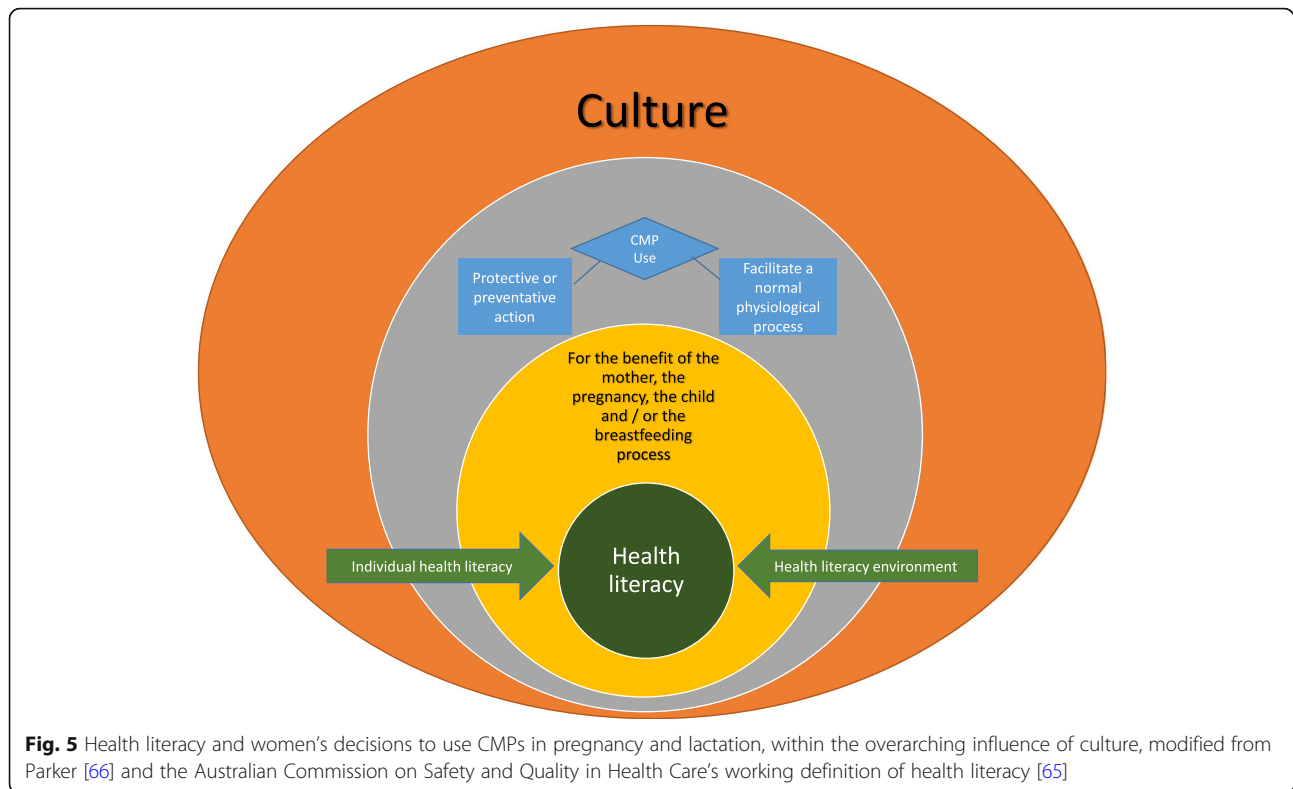 Culture
CMP
Use
Protective or
preventative
action
Facilitate a
normal
physiological
process
For the benefit of the
mother, the
pregnancy, the child
and / or the
breastfeeding
process
Individual health literacy
Health
literacy
Health literacy environment
Fig. 5 Health literacy and women's decisions to use CMPs in pregnancy and lactation, within the overarching influence of culture, modified from
Parker [66] and the Australian Commission on Safety and Quality in Health Care's working definition of health literacy [65]